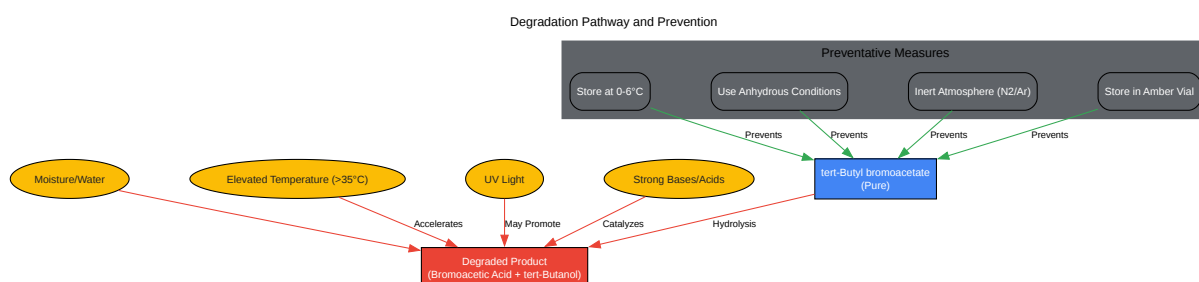 Degradation Pathway and Prevention
Preventative Measures
Store at 0-6°C
Use Anhydrous Conditions
Inert Atmosphere (N2/Ar)
Store in Amber Vial
Prevents
Prevents
Prevents
Prevents
Moisture/Water
Elevated Temperature (>35°C)
UV Light
Strong Bases/Acids
tert-Butyl bromoacetate
(Pure)
Accelerates
May Promote
Catalyzes
Hydrolysis
Degraded Product
(Bromoacetic Acid + tert-Butanol)